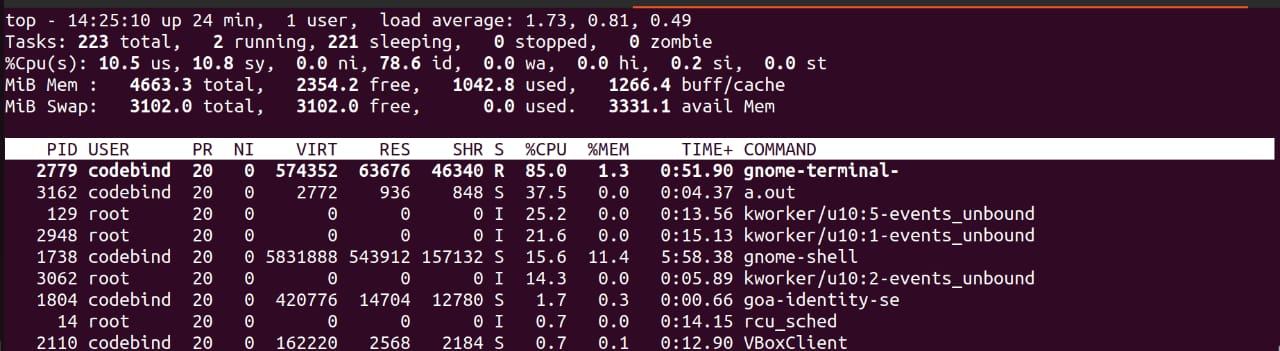 top - 14:25:10 up 24 min,  1 user,  load average: 1.73, 0.81, 0.49
Tasks: 223 total,   2 running, 221 sleeping,   0 stopped,   0 zombie
%Cpu(s): 10.5 us, 10.8 sy,  0.0 ni, 78.6 id,  0.0 wa,  0.0 hi,  0.2 si,  0.0 st
MiB Mem :   4663.3 total,   2354.2 free,   1042.8 used,   1266.4 buff/cache
MiB Swap:   3102.0 total,   3102.0 free,      0.0 used.   3331.1 avail Mem
PID USER      PR  NI    VIRT    RES    SHR S  %CPU  %MEM     TIME+ COMMAND
2779 codebind  20   0  574352  63676  46340 R  85.0   1.3   0:51.90 gnome-terminal-
3162 codebind  20   0    2772    936    848 S  37.5   0.0   0:04.37 a.out
129 root      20   0       0      0      0 I  25.2   0.0   0:13.56 kworker/u10:5-events_unbound
2948 root      20   0       0      0      0 I  21.6   0.0   0:15.13 kworker/u10:1-events_unbound
1738 codebind  20   0 5831888 543912 157132 S  15.6  11.4   5:58.38 gnome-shell
3062 root      20   0       0      0      0 I  14.3   0.0   0:05.89 kworker/u10:2-events_unbound
1804 codebind  20   0  420776  14704  12780 S   1.7   0.3   0:00.66 goa-identity-se
14 root      20   0       0      0      0 I   0.7   0.0   0:14.15 rcu_sched
2110 codebind  20   0  162220   2568   2184 S   0.7   0.1   0:12.90 VBoxClient